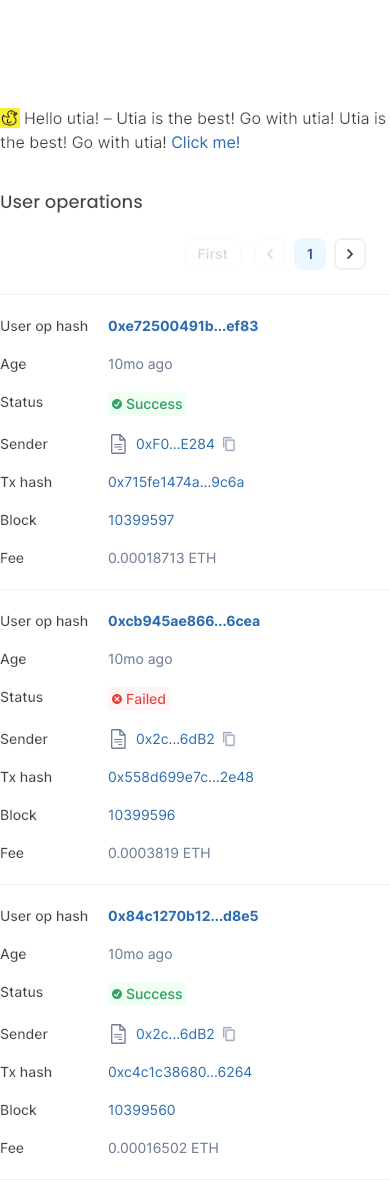 Hello utia! – Utia is the best! Go with utia! Utia is
the best! Go with utia! Click me!
User operations
First
1
User op hash 0xe72500491b...ef83
Age 10mo ago
Status Success
Sender 0xF0...E284
Tx hash 0x715fe1474a...9c6a
Block 10399597
Fee 0.00018713 ETH
User op hash 0xcb945ae866...6cea
Age 10mo ago
Status Failed
Sender 0x2c...6dB2
Tx hash 0x558d699e7c...2e48
Block 10399596
Fee 0.0003819 ETH
User op hash 0x84c1270b12...d8e5
Age 10mo ago
Status Success
Sender 0x2c...6dB2
Tx hash 0xc4c1c38680...6264
Block 10399560
Fee 0.00016502 ETH